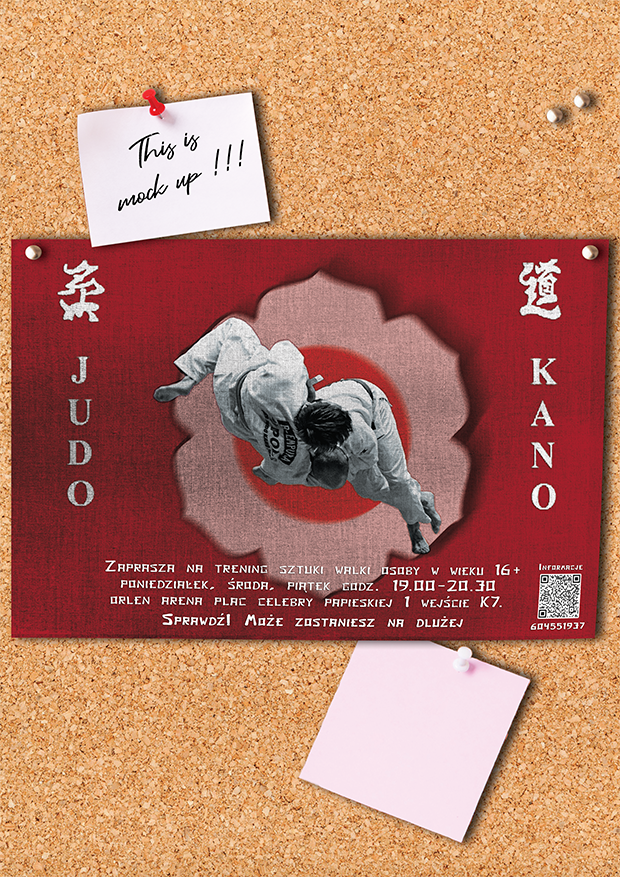 This is
mock up !!!
柔 道
JUDO
KANO
ZAPRASZA NA TRENING SZTUKI WALKI OSOBY W WIEKU 16+
PONIEDZIAŁEK, ŚRODA, PIĄTEK GODZ. 19.00-20.30
ORLEN ARENA PLAC CELEBRY PAPIESKIEJ 1 WEJŚCIE K7.
SPRAWDŹ! MOŻE ZOSTANIESZ NA DŁUŻEJ
INFORMACJE
604551937